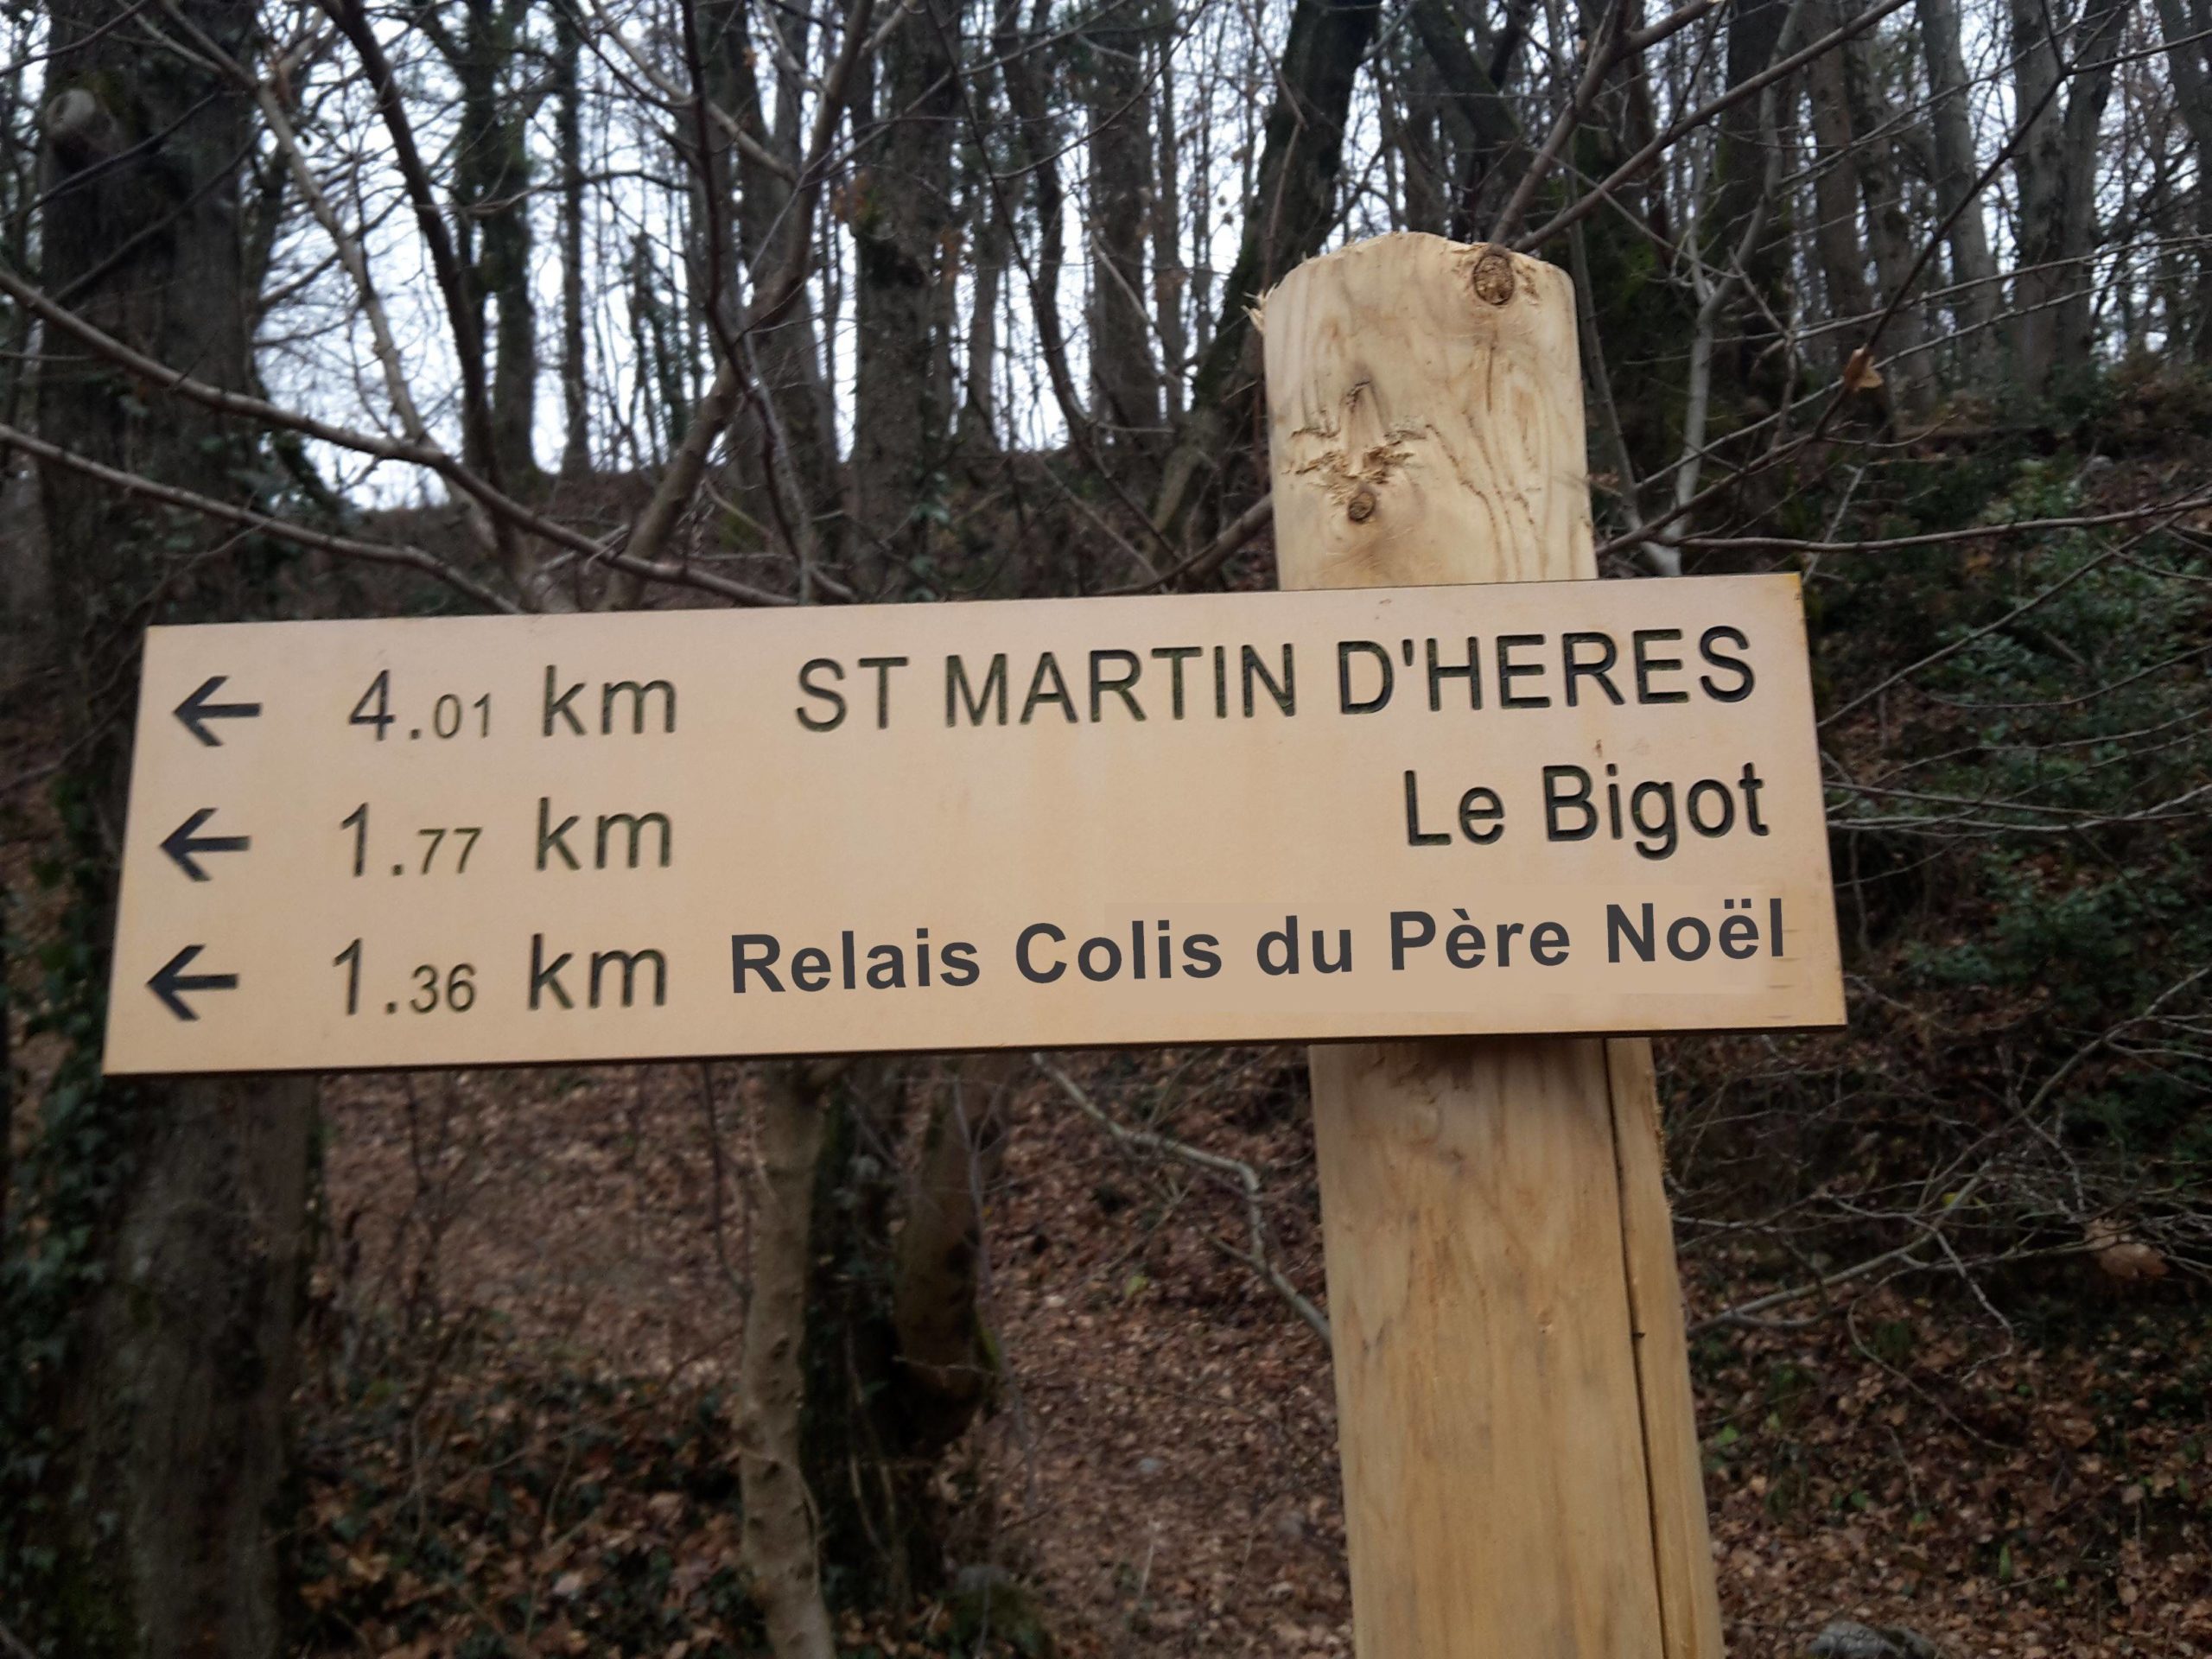 ← 4.01 km ST MARTIN D'HERES
← 1.77 km Le Bigot
← 1.36 km Relais Colis du Père Noël